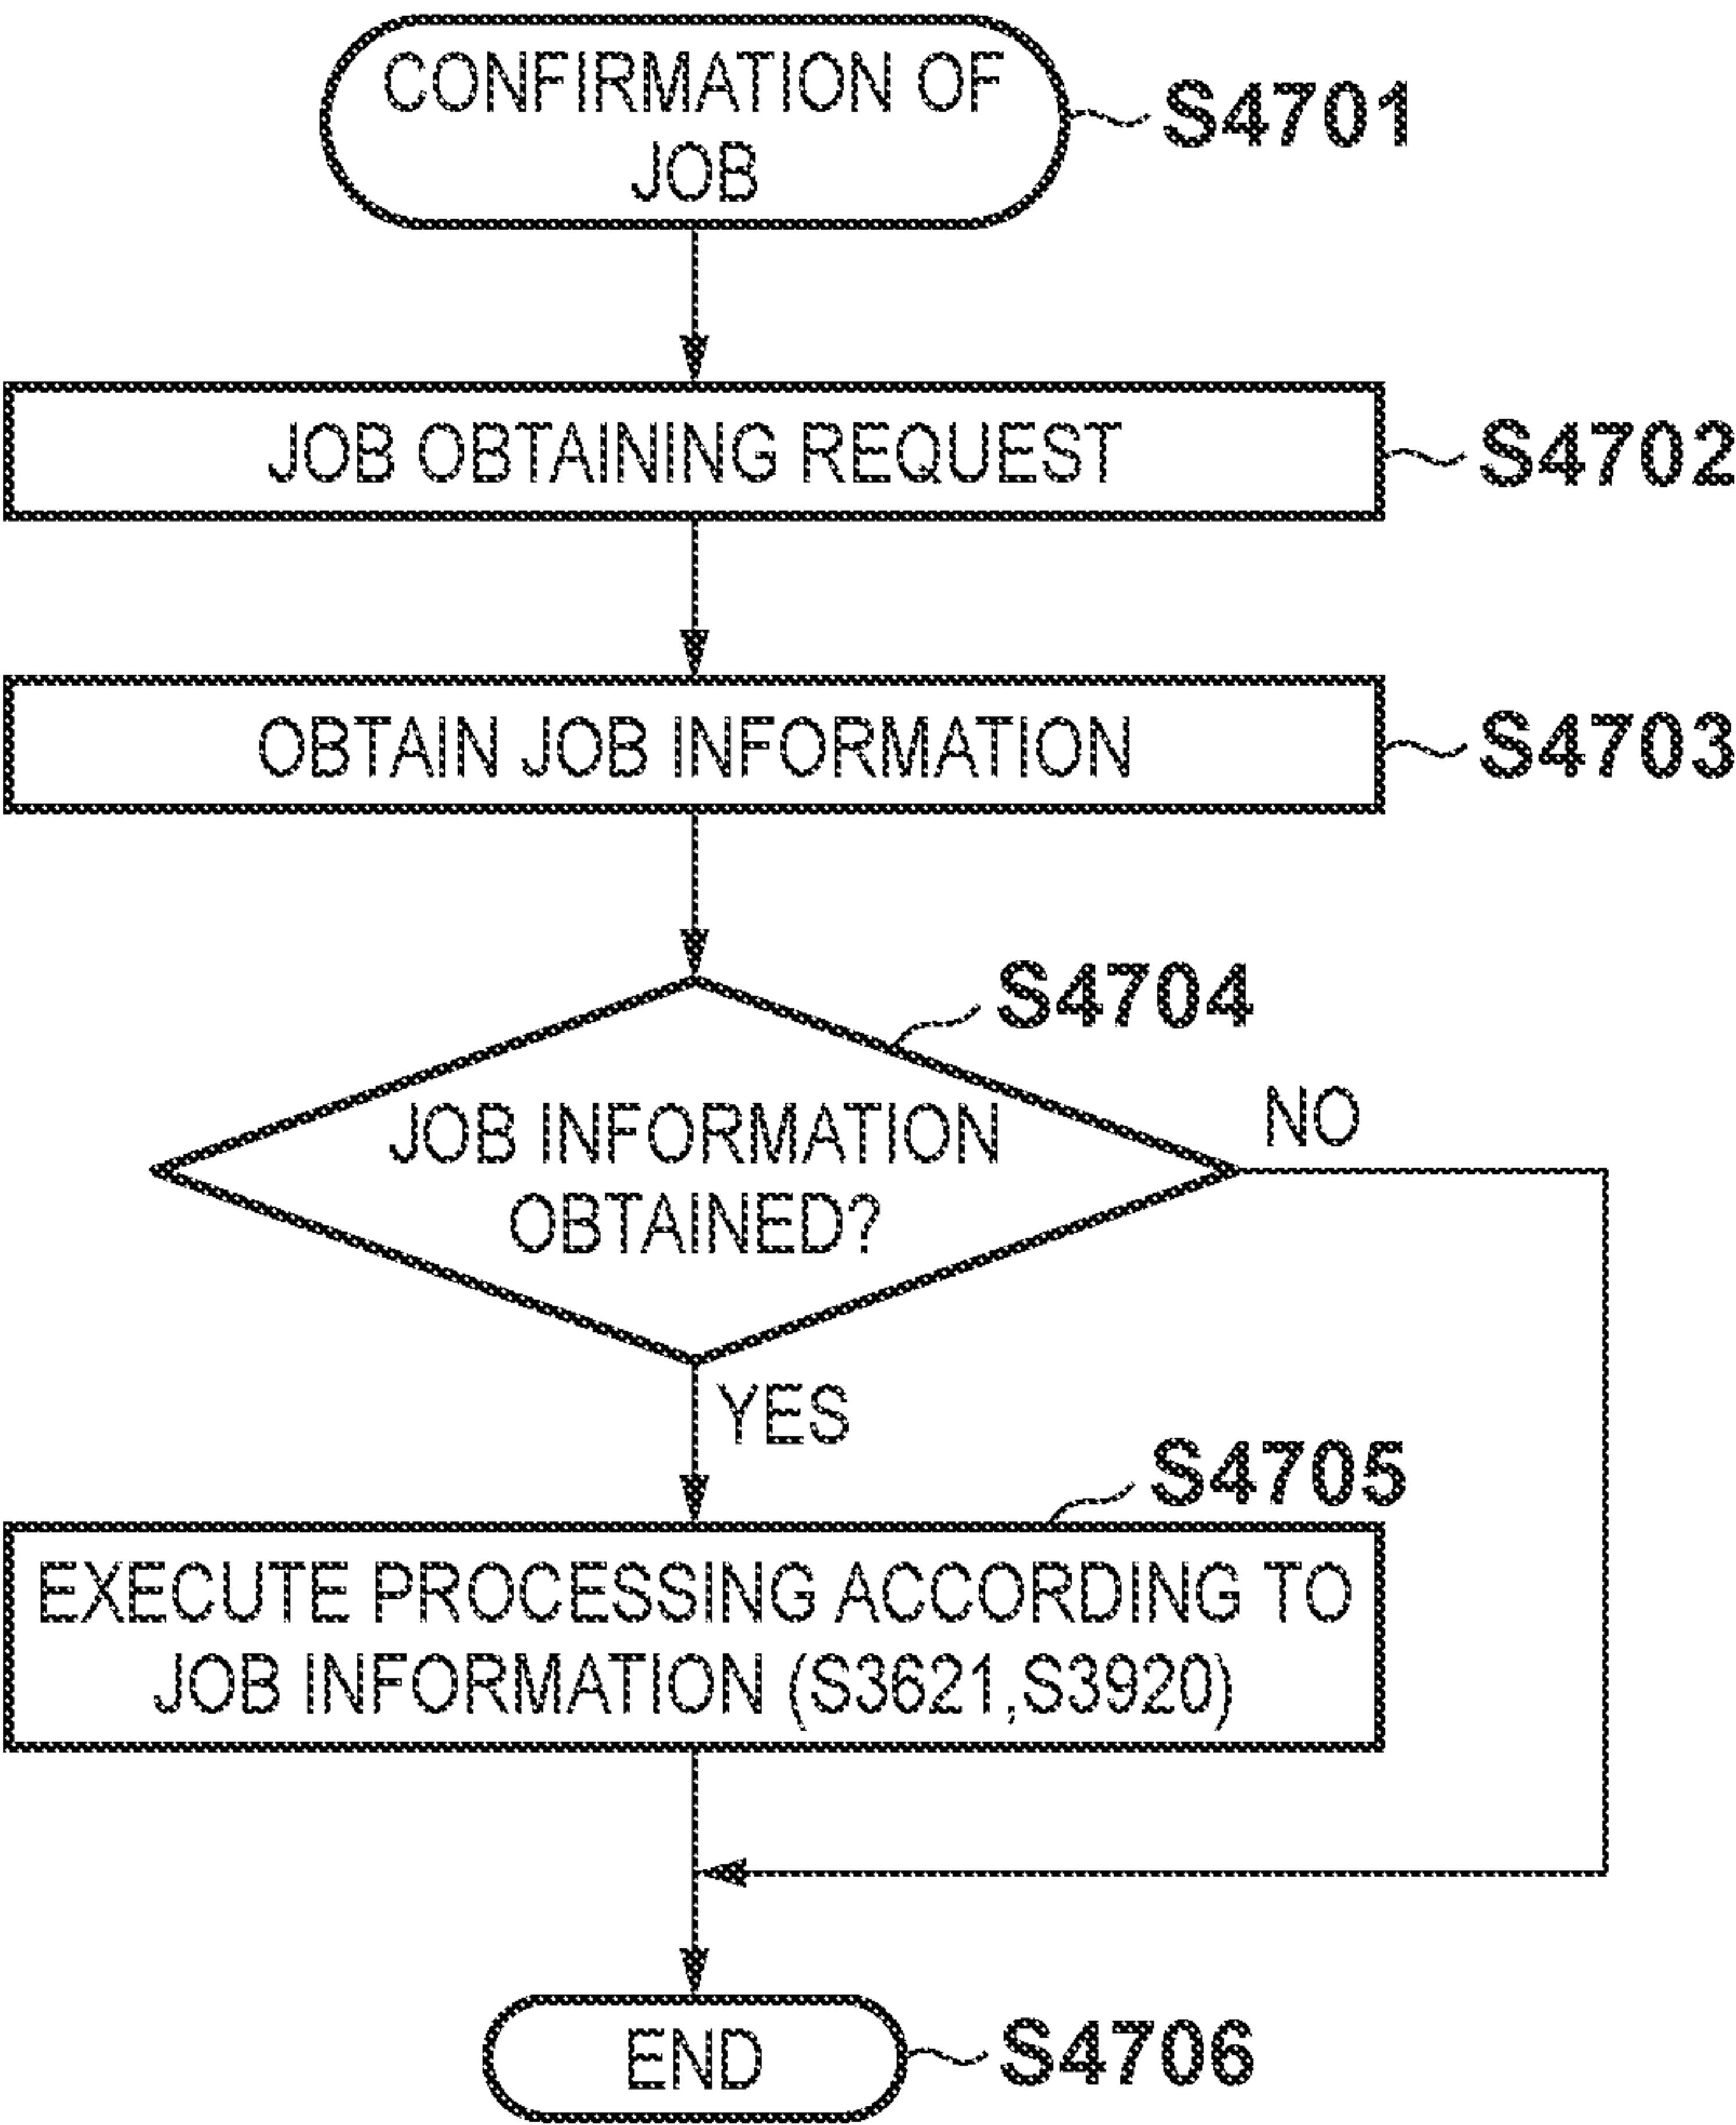 CONFIRMATION OF
JOB
S4701
JOB OBTAINING REQUEST
S4702
OBTAIN JOB INFORMATION
S4703
S4704
JOB INFORMATION
OBTAINED?
NO
YES
S4705
EXECUTE PROCESSING ACCORDING TO
JOB INFORMATION (S3621,S3920)
END
S4706